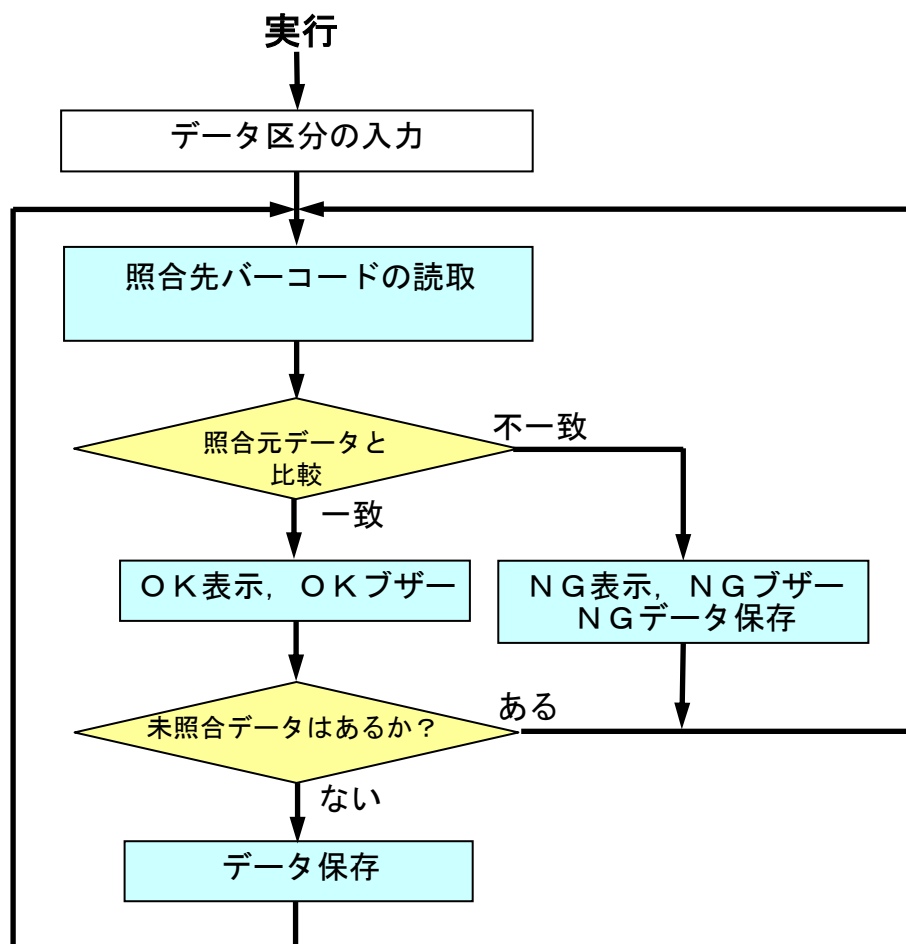 実行
データ区分の入力
照合先バーコードの読取
照合元データと
比較
不一致
一致
ＯＫ表示，ＯＫブザー
ＮＧ表示，ＮＧブザー
ＮＧデータ保存
未照合データはあるか？
ある
ない
データ保存